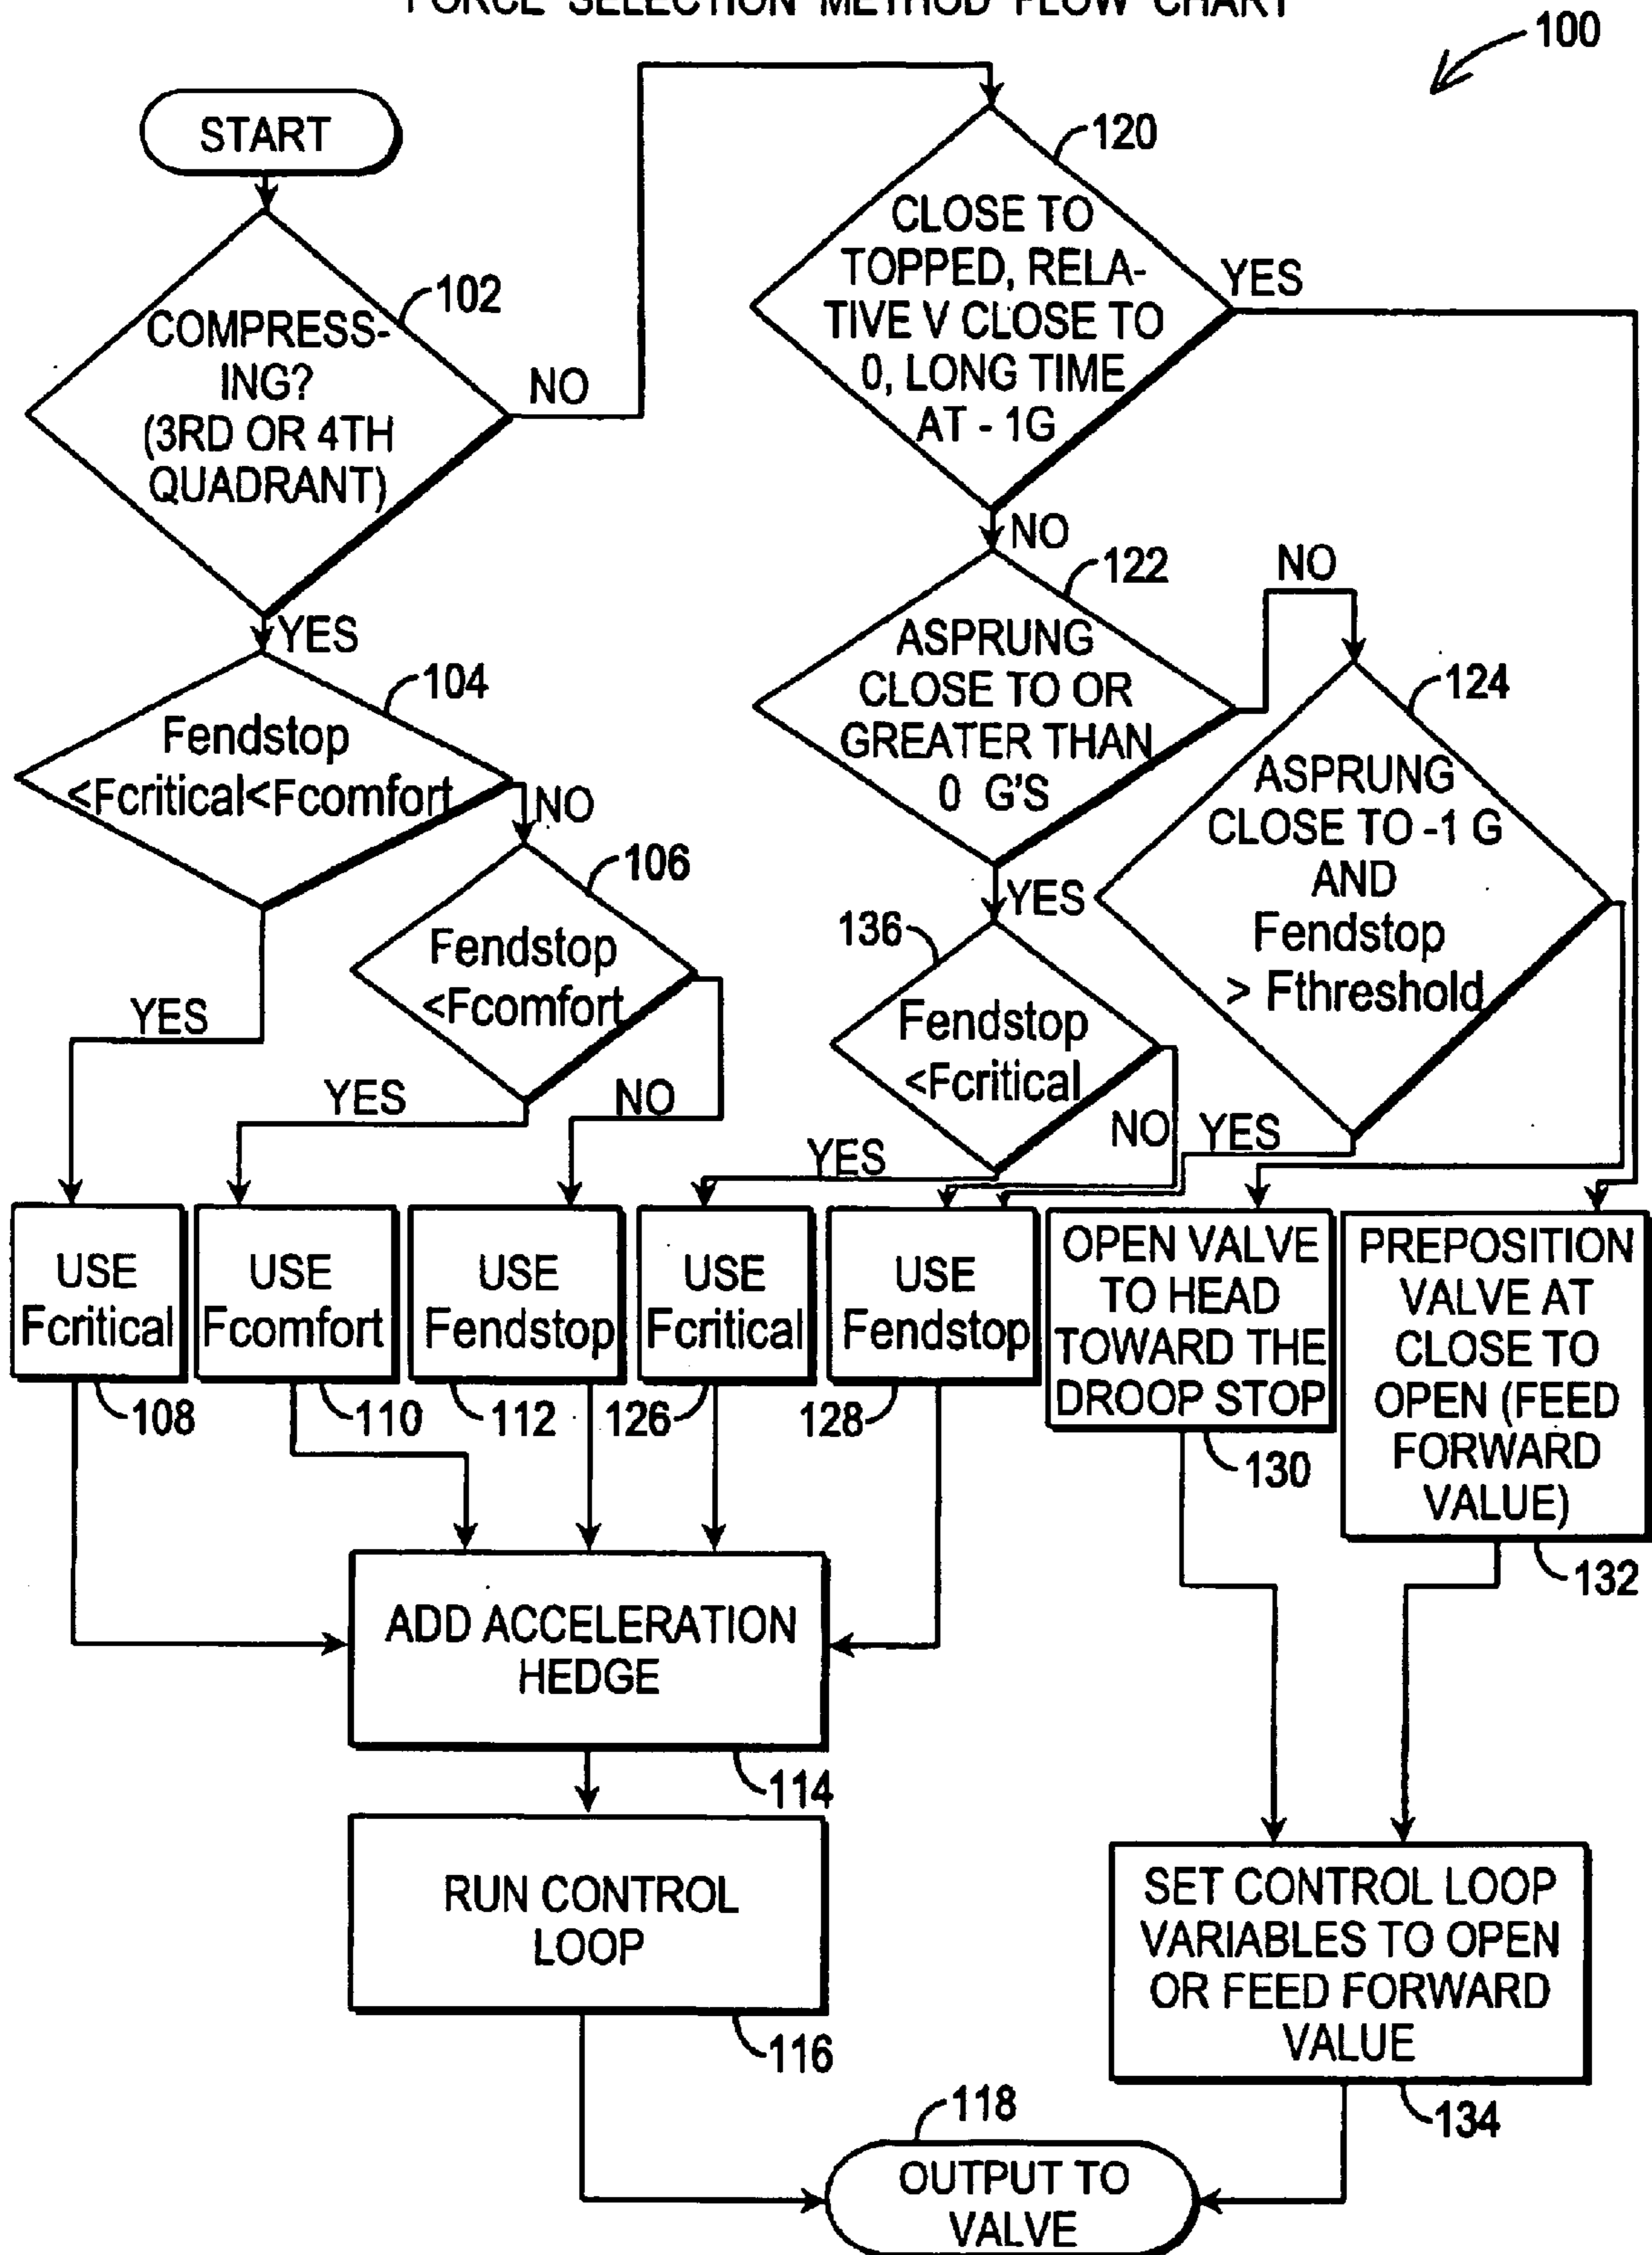 FORCE SELECTION METHOD FLOW CHART
100
START
102
COMPRESS-
ING?
(3RD OR 4TH
QUADRANT)
NO
YES
120
CLOSE TO
TOPPED, RELA-
TIVE V CLOSE TO
0, LONG TIME
AT - 1G
YES
NO
104
Fendstop
<Fcritical<Fcomfort
NO
YES
106
Fendstop
<Fcomfort
YES
NO
122
ASPRUNG
CLOSE TO OR
GREATER THAN
0 G'S
NO
YES
124
ASPRUNG
CLOSE TO -1 G
AND
Fendstop
> Fthreshold
YES
136
Fendstop
<Fcritical
YES
NO
USE
Fcritical
108
USE
Fcomfort
110
USE
Fendstop
112
USE
Fcritical
126
USE
Fendstop
128
OPEN VALVE
TO HEAD
TOWARD THE
DROOP STOP
130
PREPOSITION
VALVE AT
CLOSE TO
OPEN (FEED
FORWARD
VALUE)
132
ADD ACCELERATION
HEDGE
114
RUN CONTROL
LOOP
116
SET CONTROL LOOP
VARIABLES TO OPEN
OR FEED FORWARD
VALUE
134
118
OUTPUT TO
VALVE